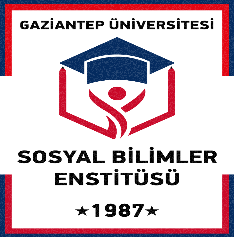 GAZİANTEP ÜNİVERSİTESİ
SOSYAL BİLİMLER
ENSTİTÜSÜ
★1987★